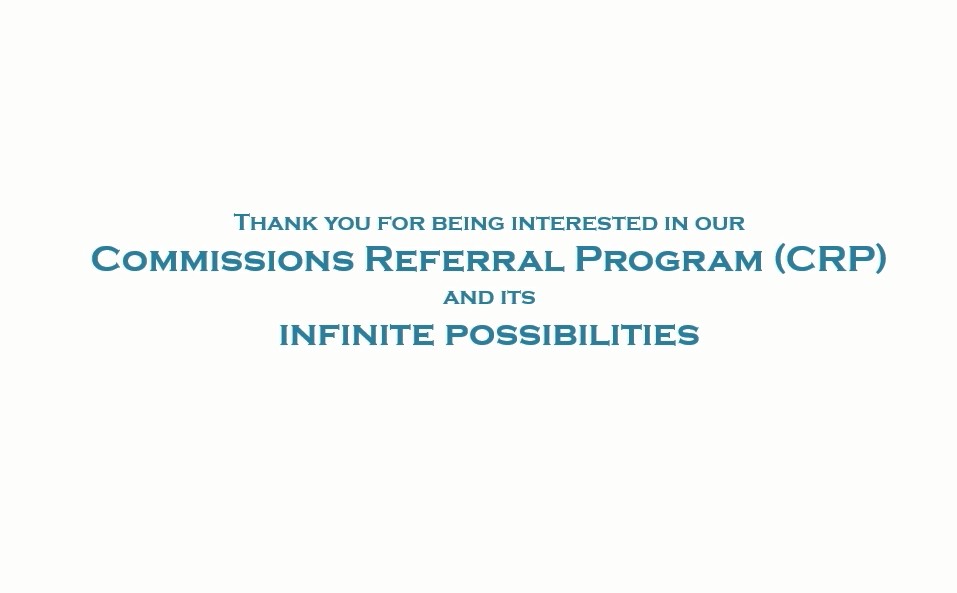 Thank you for being interested in our
Commissions Referral Program (CRP)
and its
infinite possibilities